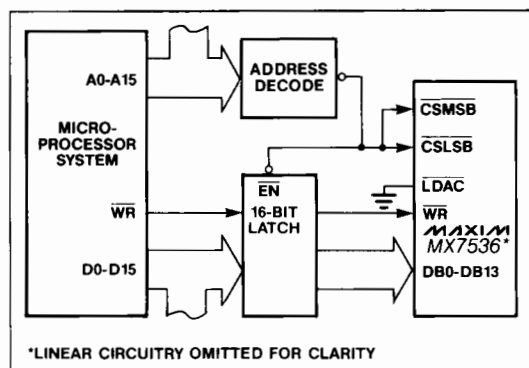 A0-A15
MICRO-
PROCESSOR
SYSTEM
WR
D0-D15
ADDRESS
DECODE
EN
16-BIT
LATCH
CSMSB
CSLSB
LDAC
WR
MAXIM
MX7536*
DB0-DB13
*LINEAR CIRCUITRY OMITTED FOR CLARITY